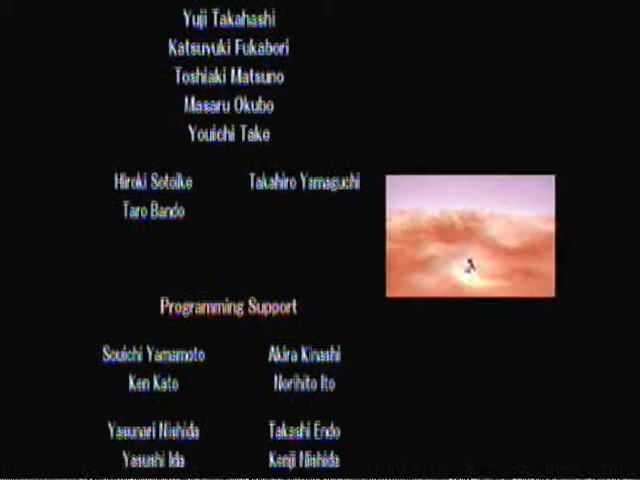 Yuji Takahashi
Katsuyuki Fukabori
Toshiaki Matsuno
Masaru Okubo
Youichi Take
Hiroki Sotoike Takahiro Yamaguchi
Taro Bando
Programming Support
Souichi Yamamoto Akira Kinashi
Ken Kato Norihito Ito
Yasunari Nishida Takashi Endo
Yasushi Ida Kenji Nishida